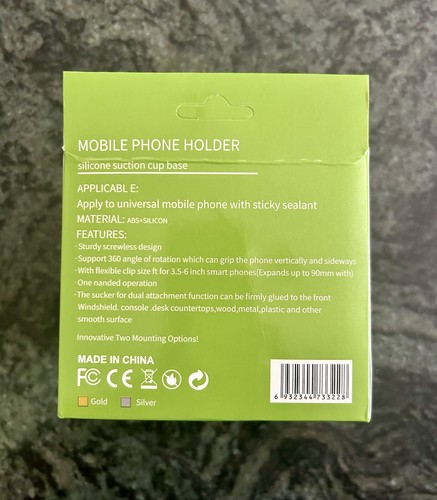 MOBILE PHONE HOLDER
silicone suction cup base
APPLICABL E:
Apply to universal mobile phone with sticky sealant
MATERIAL: ABS+SILICON
FEATURES:
·Sturdy screwless design
·Support 360 angle of rotation which can grip the phone vertically and sideways
·With flexible clip size ft for 3.5-6 inch smart phones(Expands up to 90mm with)
·One nanded operation
·The sucker for dual attachment function can be firmly glued to the front
Windshield. console .desk countertops,wood,metal,plastic and other
smooth surface
Innovative Two Mounting Options!
MADE IN CHINA
FC CE
Gold Silver
6 932344 733228